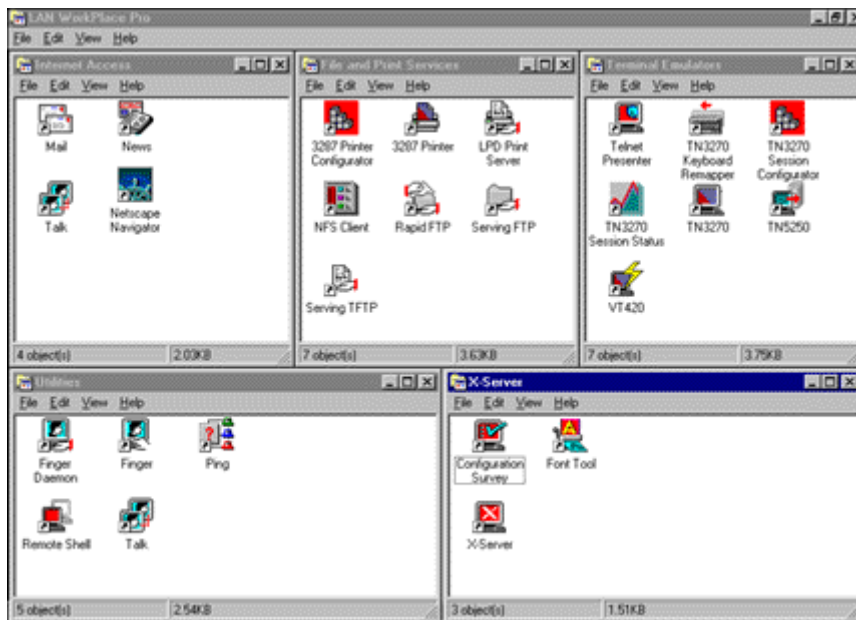 LAN WorkPlace Pro
File Edit View Help
Internet Access
File Edit View Help
Mail
News
Talk
Netscape
Navigator
4 object(s) 2.03KB
File and Print Services
File Edit View Help
3287 Printer
Configurator
3287 Printer
LPD Print
Server
NFS Client
Rapid FTP
Serving FTP
Serving TFTP
7 object(s) 3.63KB
Terminal Emulators
File Edit View Help
Telnet
Presenter
TN3270
Keyboard
Remapper
TN3270
Session
Configurator
TN3270
Session Status
TN3270
TN5250
VT420
7 object(s) 3.75KB
Utilities
File Edit View Help
Finger
Daemon
Finger
Ping
Remote Shell
Talk
5 object(s) 2.54KB
X-Server
File Edit View Help
Configuration
Survey
Font Tool
X-Server
3 object(s) 1.51KB